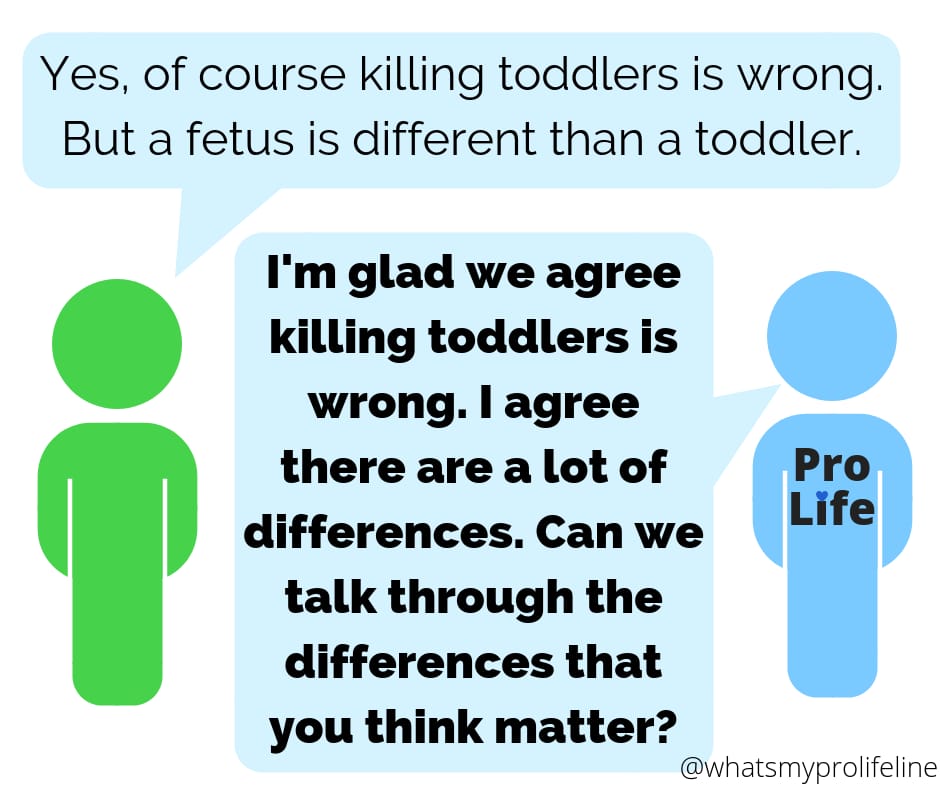 Yes, of course killing toddlers is wrong.
But a fetus is different than a toddler.
I'm glad we agree
killing toddlers is
wrong. I agree
there are a lot of
differences. Can we
talk through the
differences that
you think matter?
Pro
Life
@whatsmyprolifeline